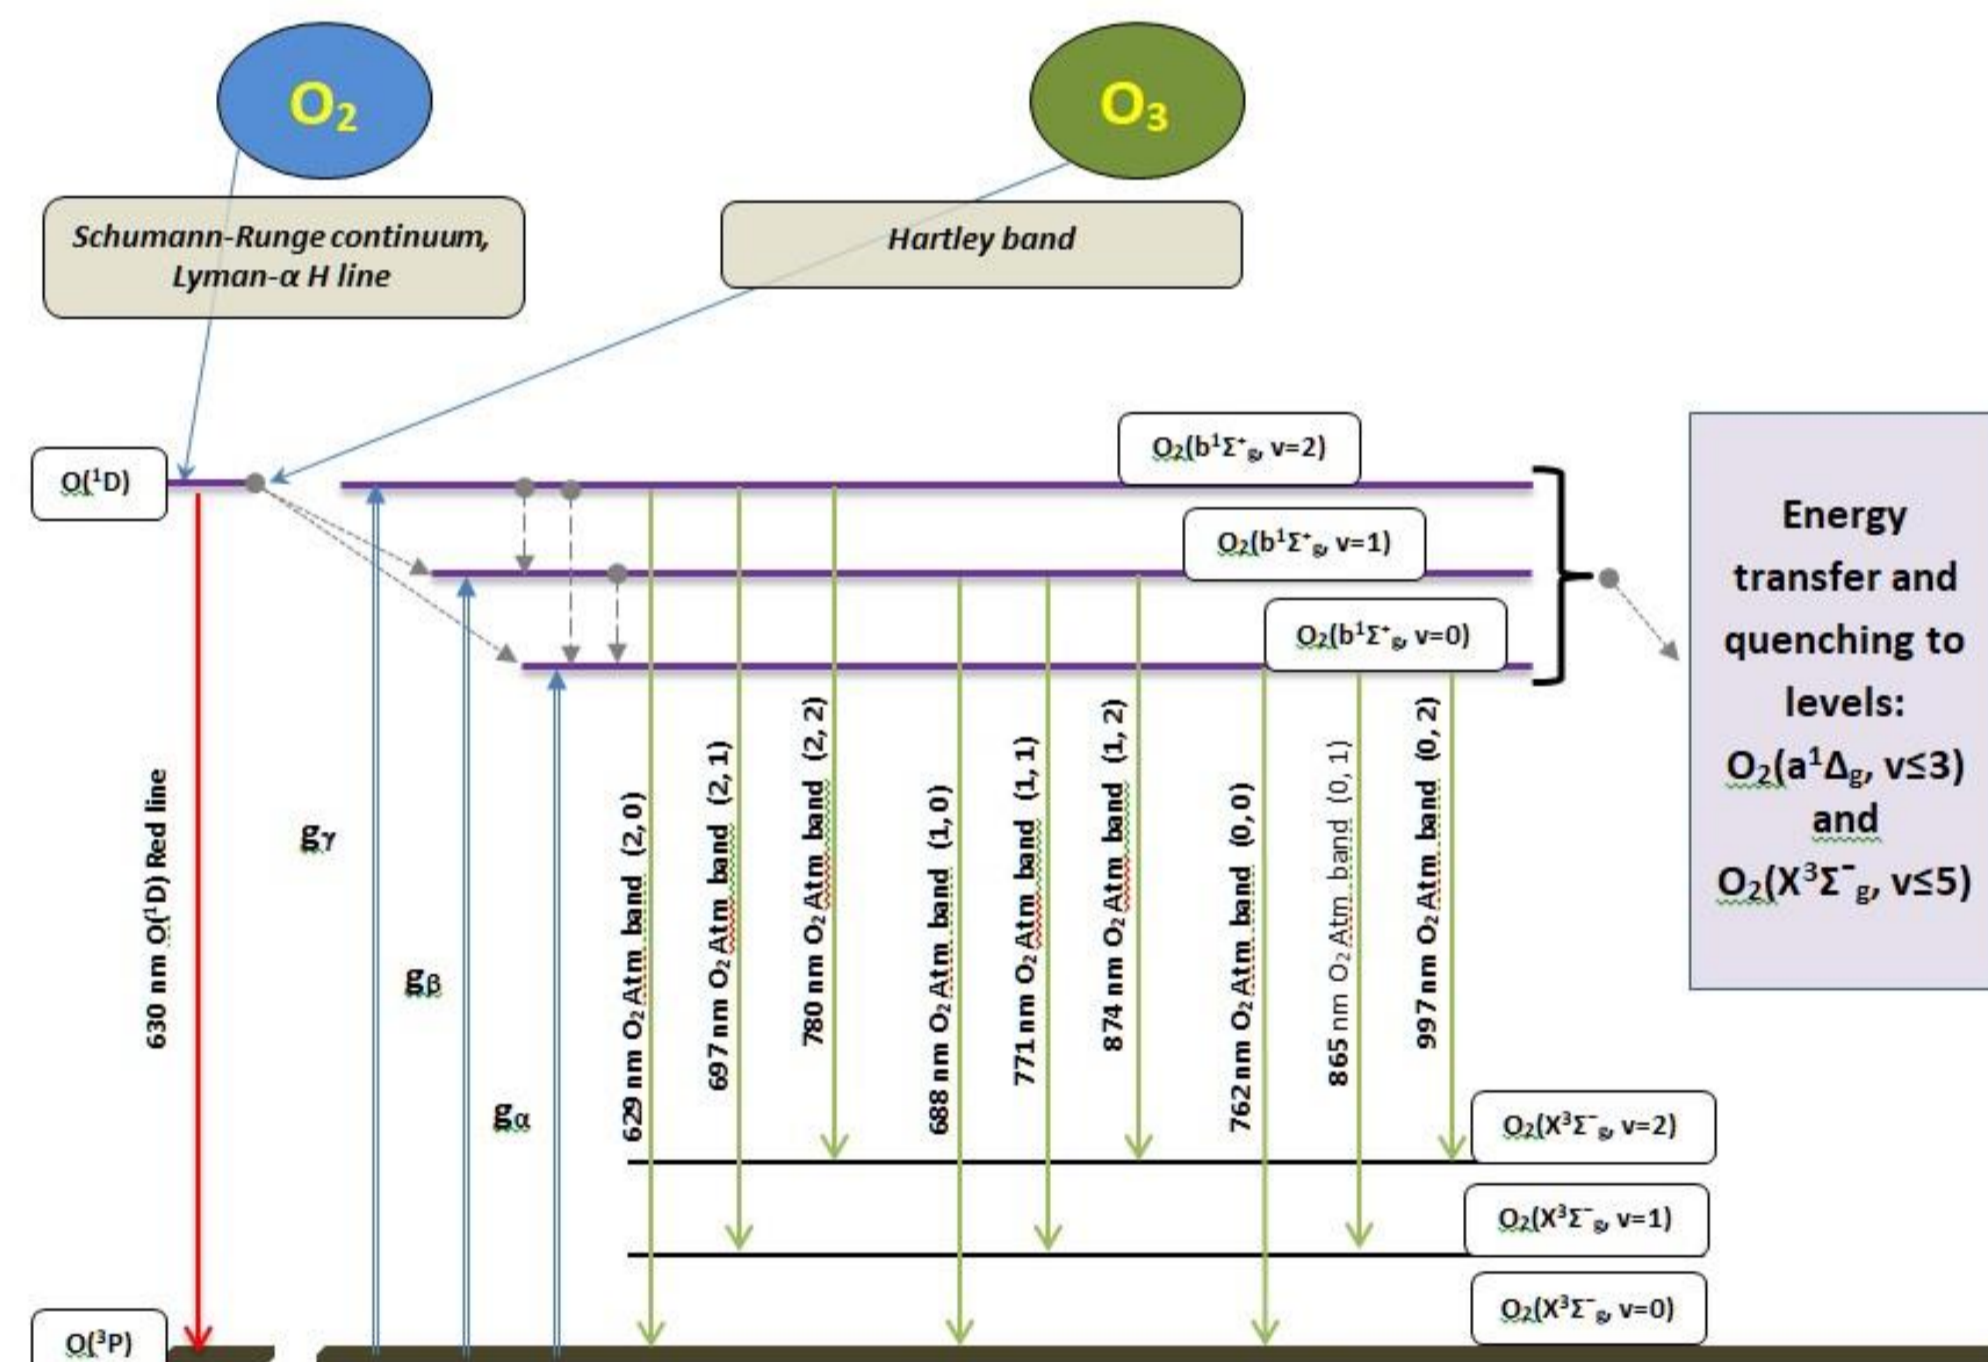 O₂
O₃
Schumann-Runge continuum,
Lyman-α H line
Hartley band
O(¹D)
O₂(b¹Σ⁺g, v=2)
O₂(b¹Σ⁺g, v=1)
O₂(b¹Σ⁺g, v=0)
Energy
transfer and
quenching to
levels:
O₂(a¹Δg, v≤3)
and
O₂(X³Σ⁻g, v≤5)
630 nm O(¹D) Red line
gγ
gβ
gα
629 nm O₂ Atm band (2, 0)
697 nm O₂ Atm band (2, 1)
780 nm O₂ Atm band (2, 2)
688 nm O₂ Atm band (1, 0)
771 nm O₂ Atm band (1, 1)
874 nm O₂ Atm band (1, 2)
762 nm O₂ Atm band (0, 0)
865 nm O₂ Atm band (0, 1)
997 nm O₂ Atm band (0, 2)
O₂(X³Σ⁻g, v=2)
O₂(X³Σ⁻g, v=1)
O₂(X³Σ⁻g, v=0)
O(³P)